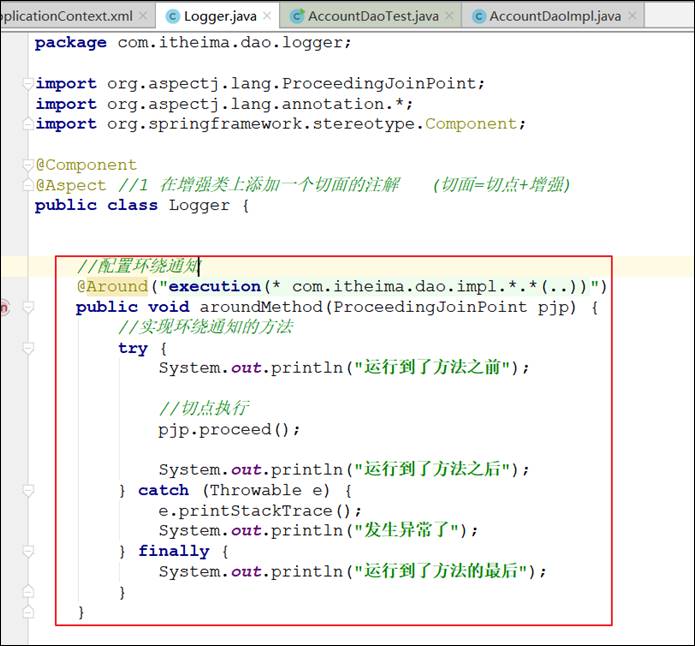 pplicationContext.xml × Logger.java × AccountDaoTest.java × AccountDaoImpl.java ×
package com.itheima.dao.logger;
import org.aspectj.lang.ProceedingJoinPoint;
import org.aspectj.lang.annotation.*;
import org.springframework.stereotype.Component;
@Component
@Aspect //1 在增强类上添加一个切面的注解 (切面=切点+增强)
public class Logger {
//配置环绕通知
@Around("execution(* com.itheima.dao.impl.*.*(..))")
public void aroundMethod(ProceedingJoinPoint pjp) {
//实现环绕通知的方法
try {
System.out.println("运行到了方法之前");
//切点执行
pjp.proceed();
System.out.println("运行到了方法之后");
} catch (Throwable e) {
e.printStackTrace();
System.out.println("发生异常了");
} finally {
System.out.println("运行到了方法的最后");
}
}